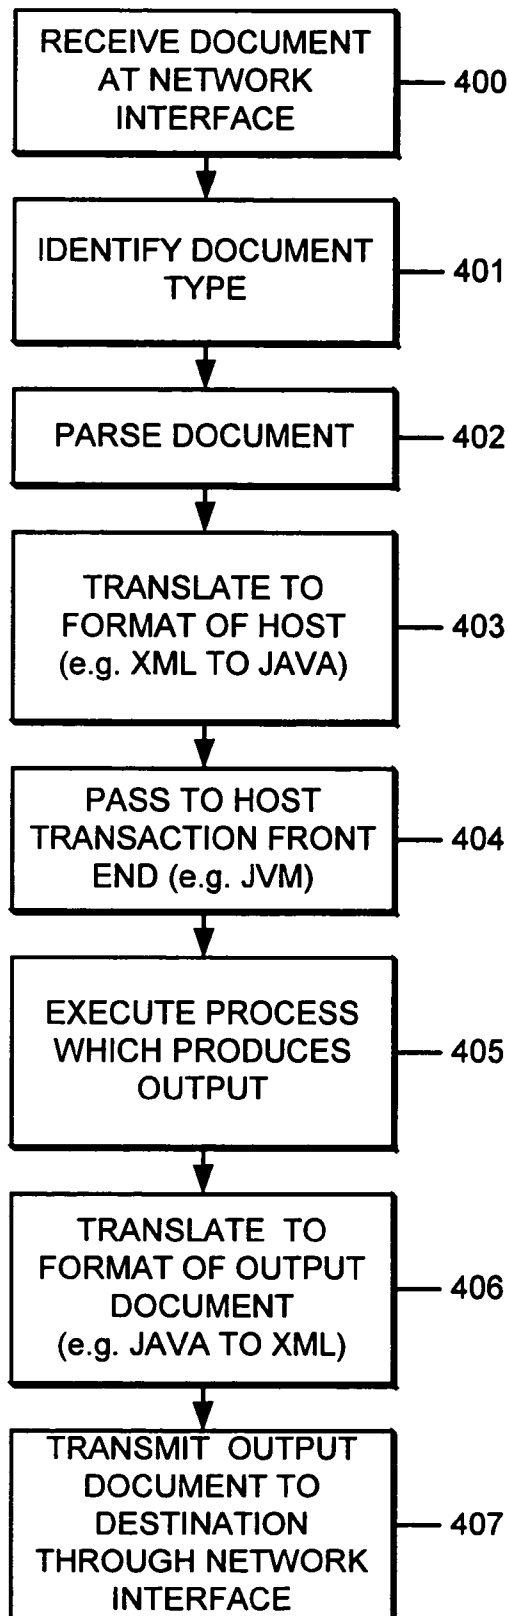 RECEIVE DOCUMENT
AT NETWORK
INTERFACE
400
IDENTIFY DOCUMENT
TYPE
401
PARSE DOCUMENT
402
TRANSLATE TO
FORMAT OF HOST
(e.g. XML TO JAVA)
403
PASS TO HOST
TRANSACTION FRONT
END (e.g. JVM)
404
EXECUTE PROCESS
WHICH PRODUCES
OUTPUT
405
TRANSLATE TO
FORMAT OF OUTPUT
DOCUMENT
(e.g. JAVA TO XML)
406
TRANSMIT OUTPUT
DOCUMENT TO
DESTINATION
THROUGH NETWORK
INTERFACE
407